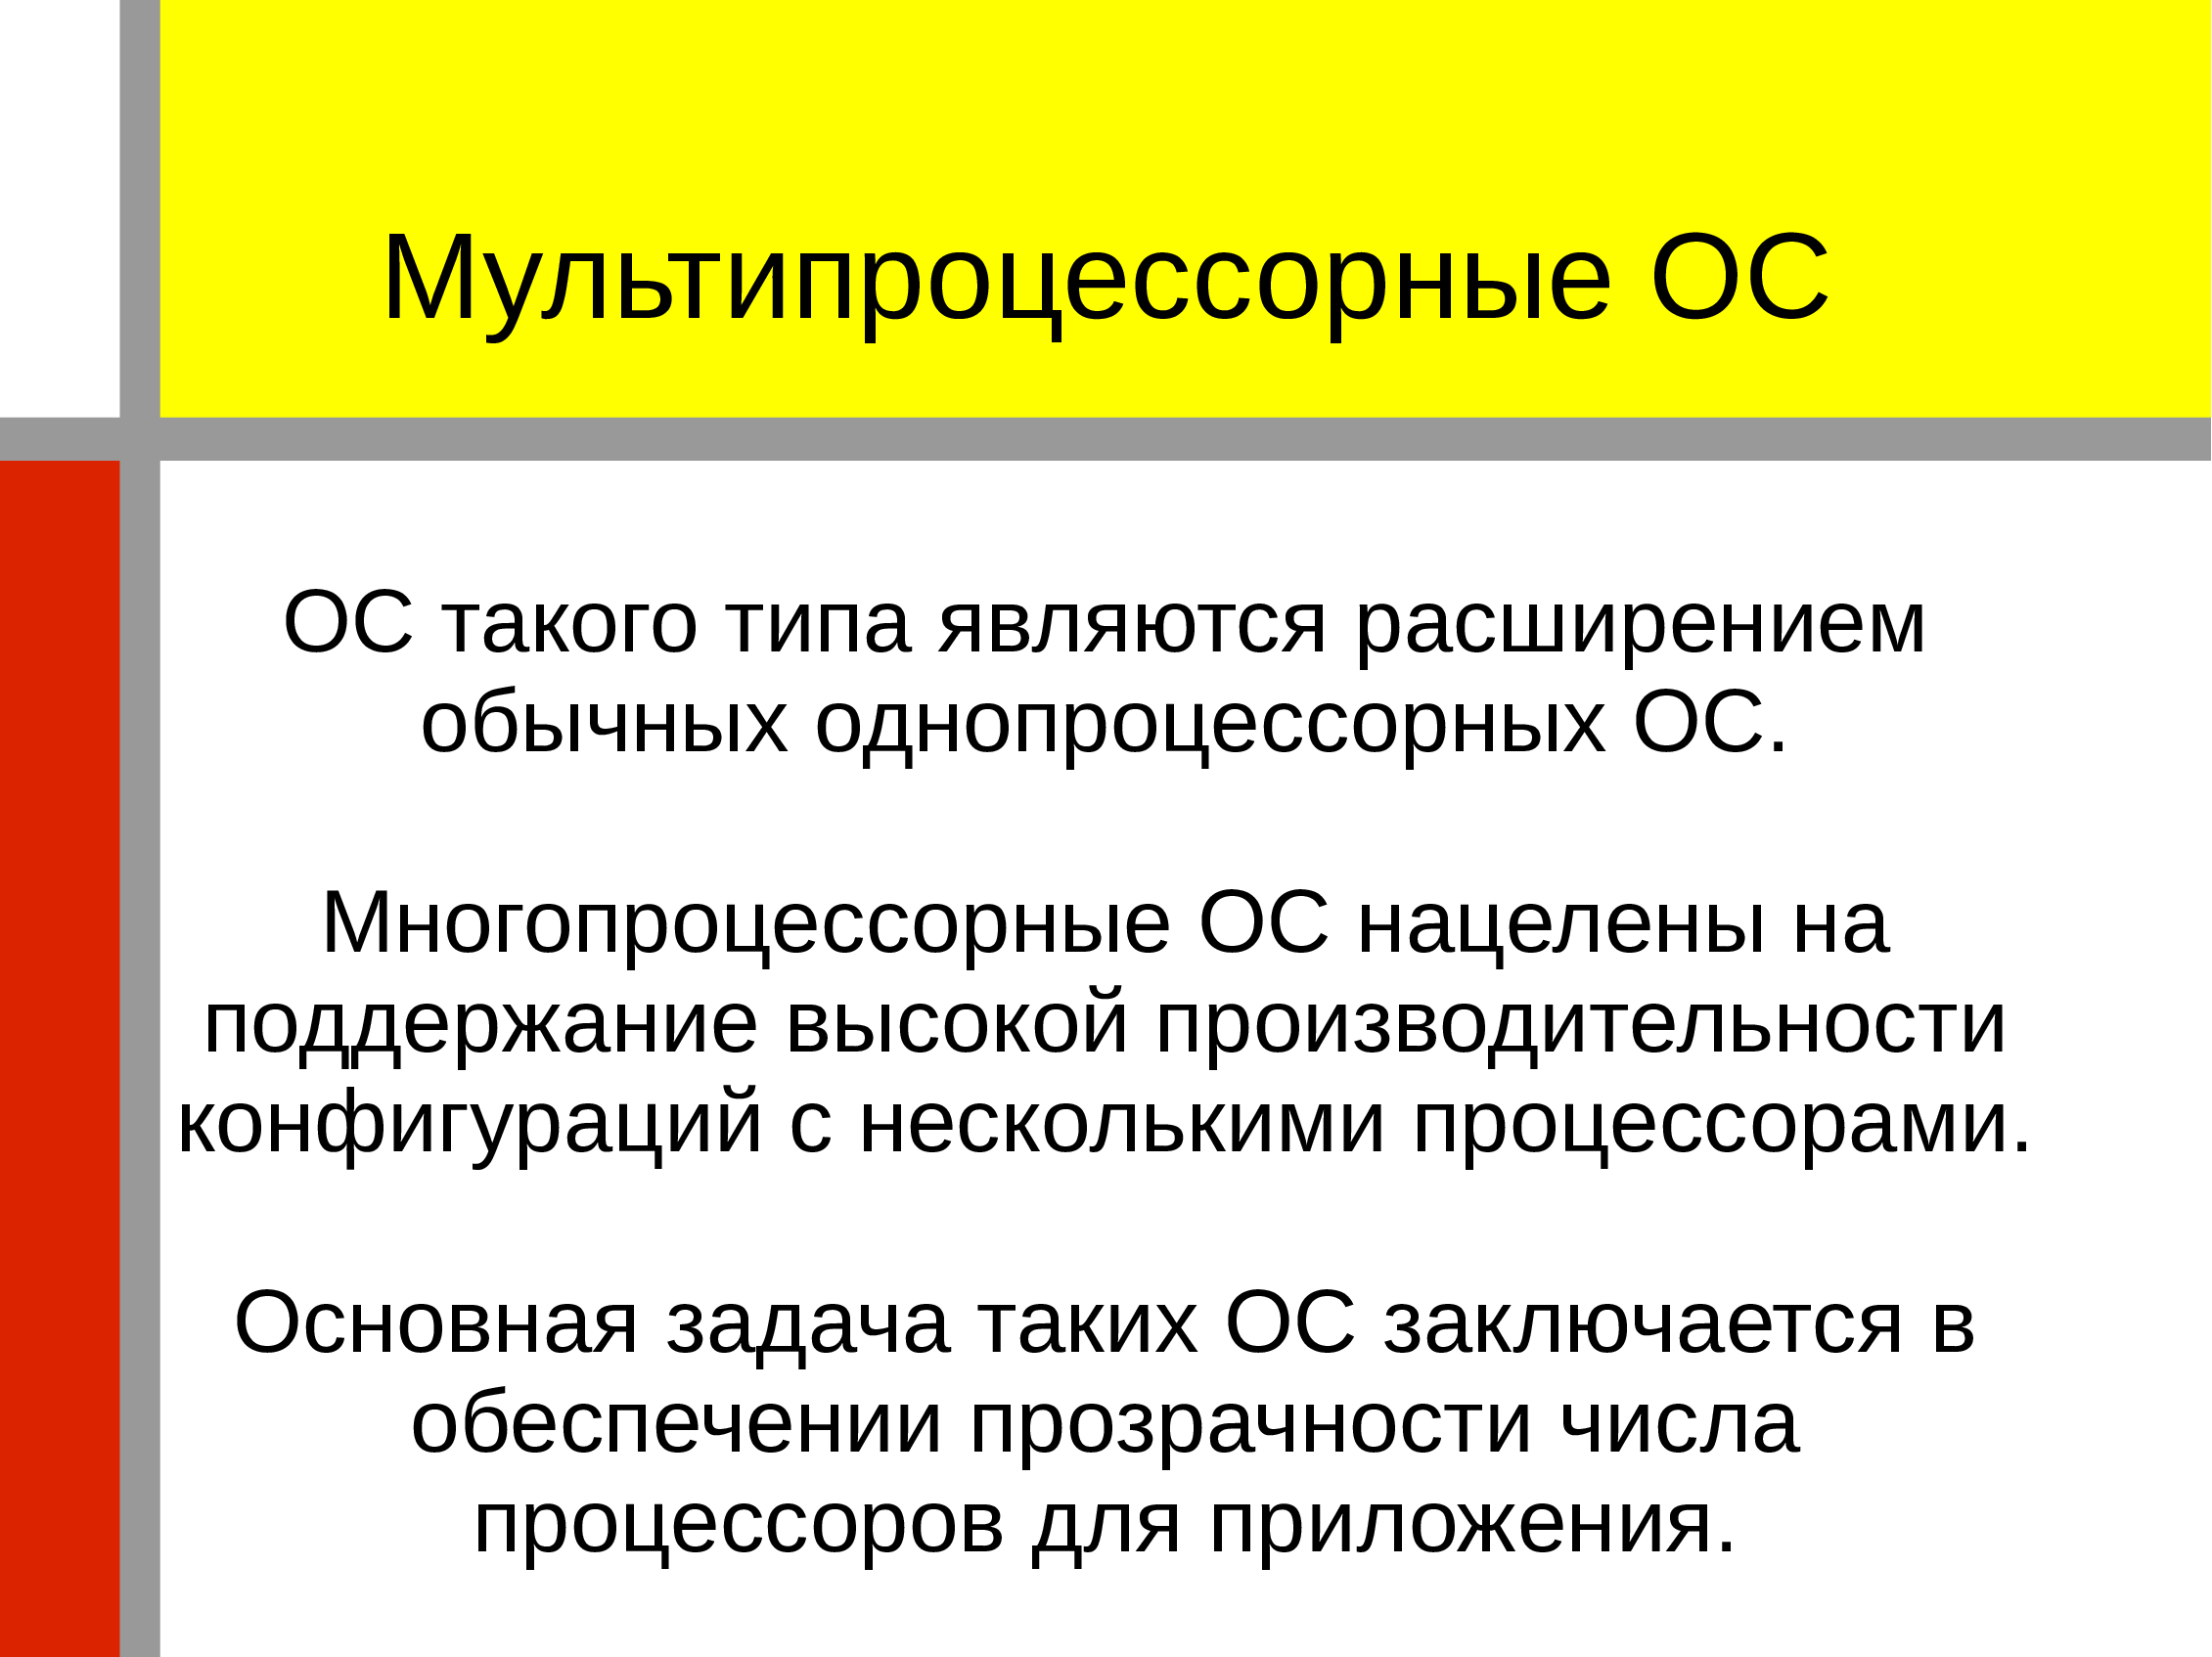 Мультипроцессорные ОС
ОС такого типа являются расширением
обычных однопроцессорных ОС.
Многопроцессорные ОС нацелены на
поддержание высокой производительности
конфигураций с несколькими процессорами.
Основная задача таких ОС заключается в
обеспечении прозрачности числа
процессоров для приложения.